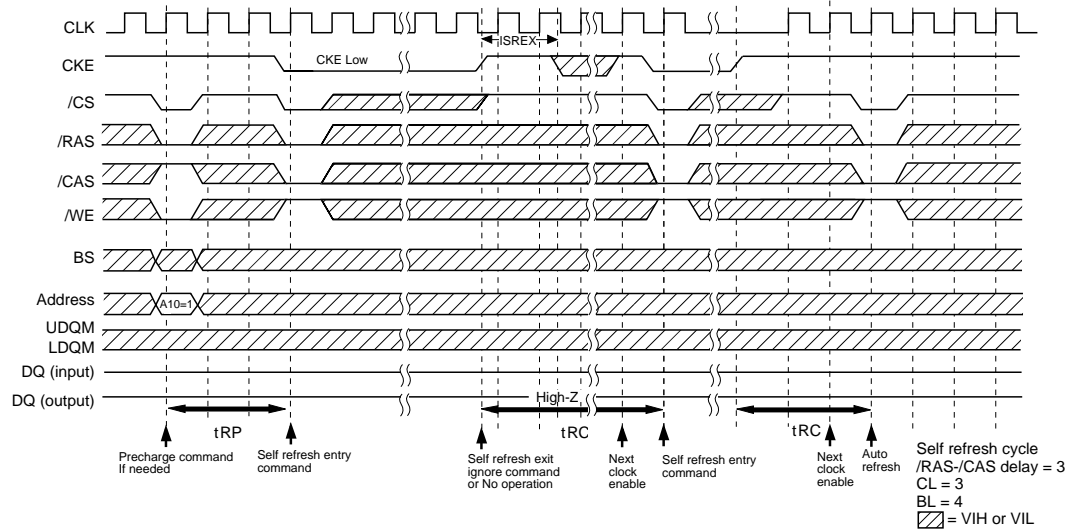 CLK
lSREX
CKE
CKE Low
/CS
/RAS
/CAS
/WE
BS
Address
A10=1
UDQM
LDQM
DQ (input)
DQ (output)
High-Z
tRP
tRC
tRC
Precharge command
If needed
Self refresh entry
command
Self refresh exit
ignore command
or No operation
Next
clock
enable
Self refresh entry
command
Next
clock
enable
Auto
refresh
Self refresh cycle
/RAS-/CAS delay = 3
CL = 3
BL = 4
= VIH or VIL